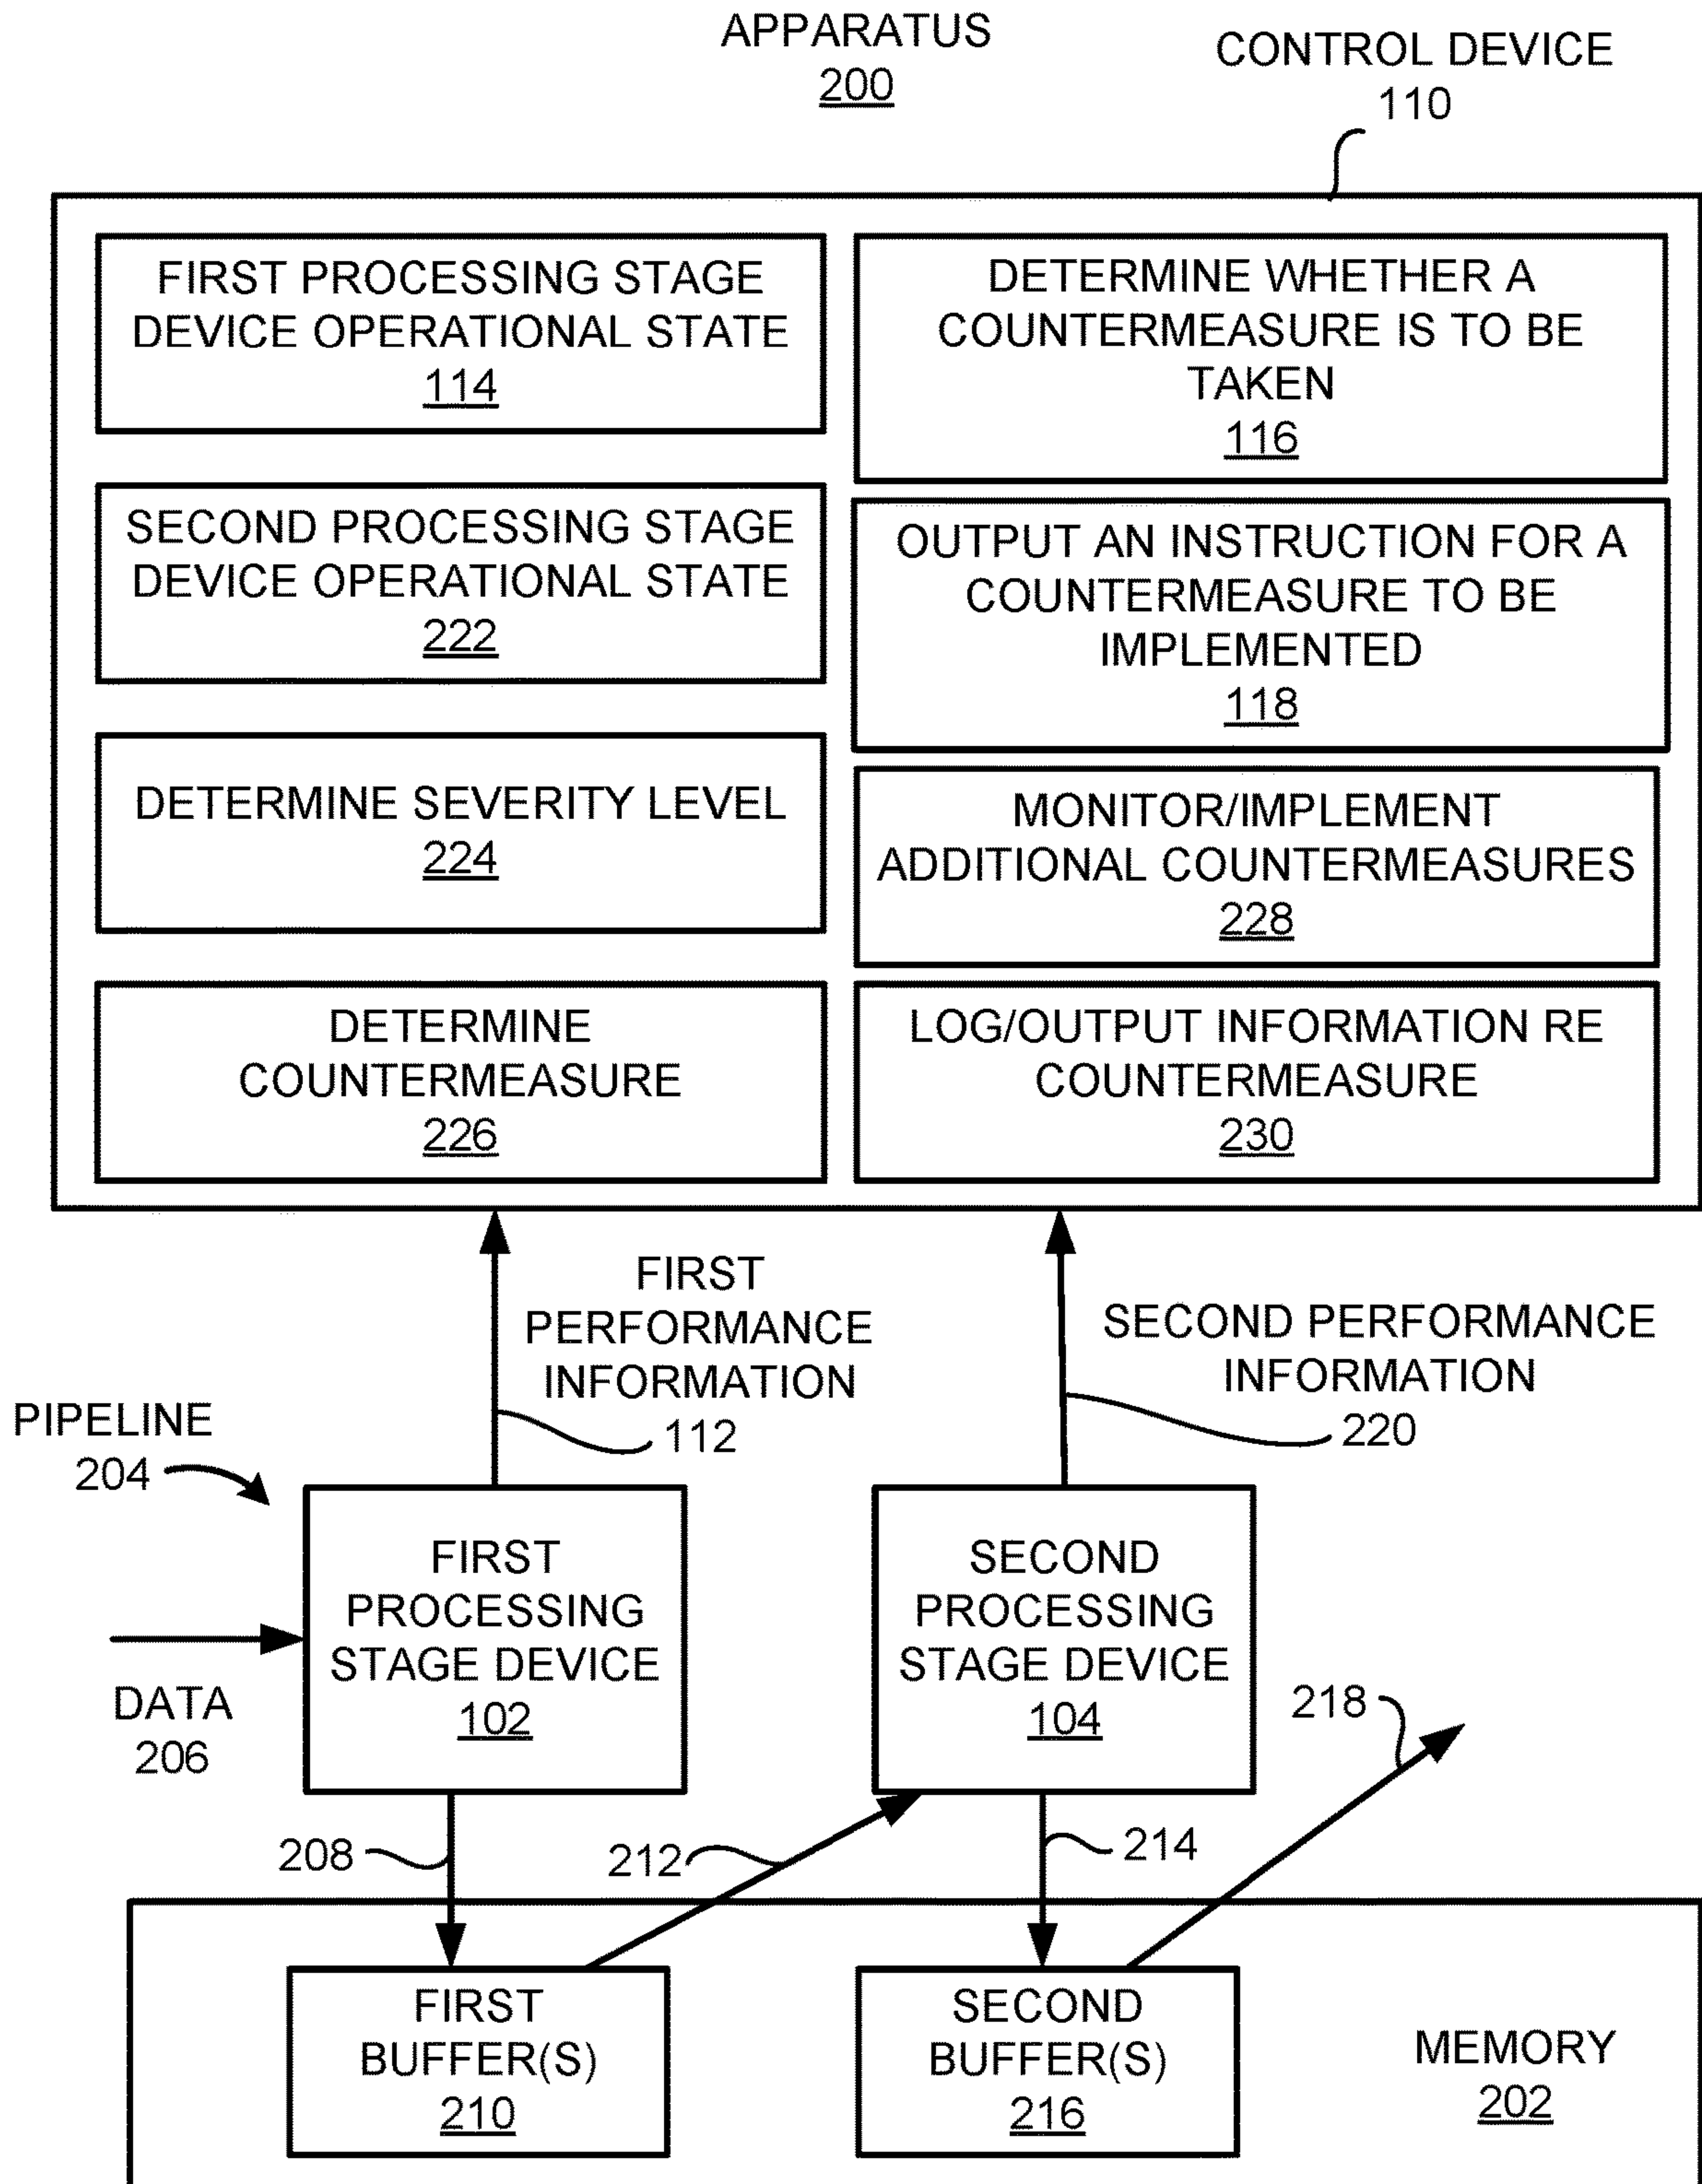 APPARATUS
200
CONTROL DEVICE
110
FIRST PROCESSING STAGE
DEVICE OPERATIONAL STATE
114
DETERMINE WHETHER A
COUNTERMEASURE IS TO BE
TAKEN
116
SECOND PROCESSING STAGE
DEVICE OPERATIONAL STATE
222
OUTPUT AN INSTRUCTION FOR A
COUNTERMEASURE TO BE
IMPLEMENTED
118
DETERMINE SEVERITY LEVEL
224
MONITOR/IMPLEMENT
ADDITIONAL COUNTERMEASURES
228
DETERMINE
COUNTERMEASURE
226
LOG/OUTPUT INFORMATION RE
COUNTERMEASURE
230
FIRST
PERFORMANCE
INFORMATION
112
SECOND PERFORMANCE
INFORMATION
220
PIPELINE
204
FIRST
PROCESSING
STAGE DEVICE
102
SECOND
PROCESSING
STAGE DEVICE
104
DATA
206
218
208
212
214
FIRST
BUFFER(S)
210
SECOND
BUFFER(S)
216
MEMORY
202